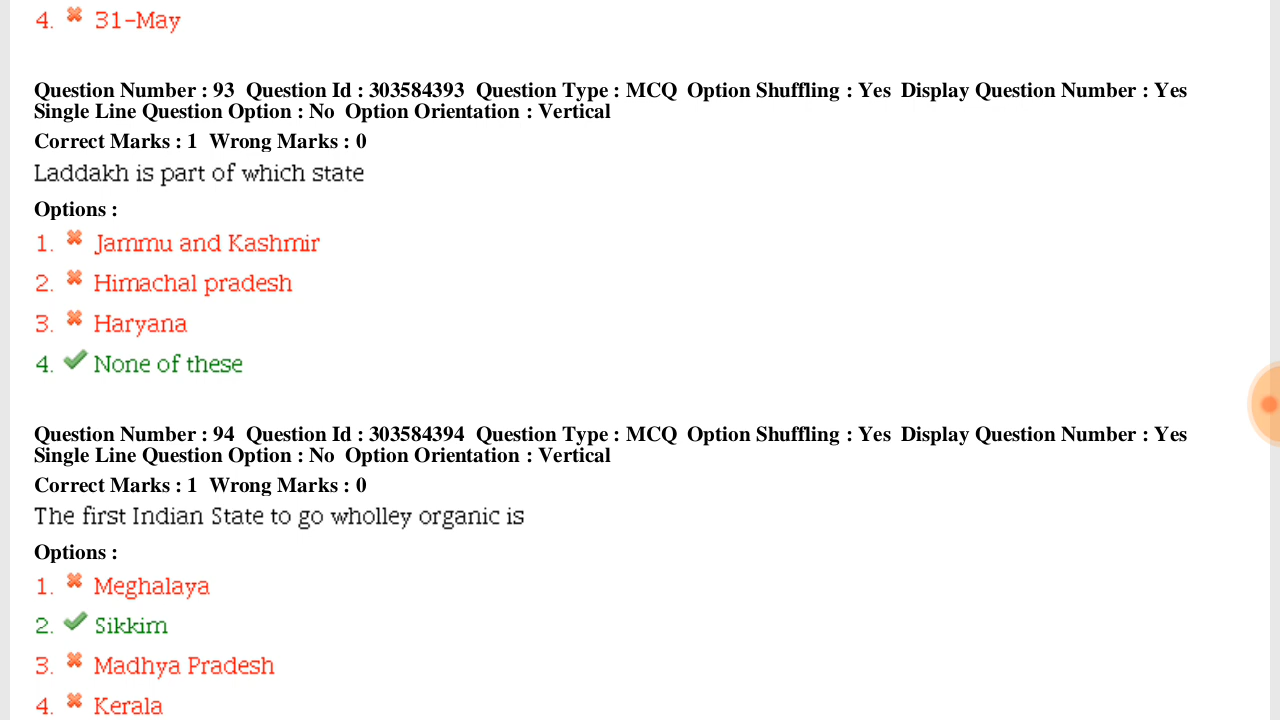 4. 31-May
Question Number : 93 Question Id : 303584393 Question Type : MCQ Option Shuffling : Yes Display Question Number : Yes
Single Line Question Option : No Option Orientation : Vertical
Correct Marks : 1 Wrong Marks : 0
Laddakh is part of which state
Options :
1. Jammu and Kashmir
2. Himachal pradesh
3. Haryana
4. None of these
Question Number : 94 Question Id : 303584394 Question Type : MCQ Option Shuffling : Yes Display Question Number : Yes
Single Line Question Option : No Option Orientation : Vertical
Correct Marks : 1 Wrong Marks : 0
The first Indian State to go wholley organic is
Options :
1. Meghalaya
2. Sikkim
3. Madhya Pradesh
4. Kerala